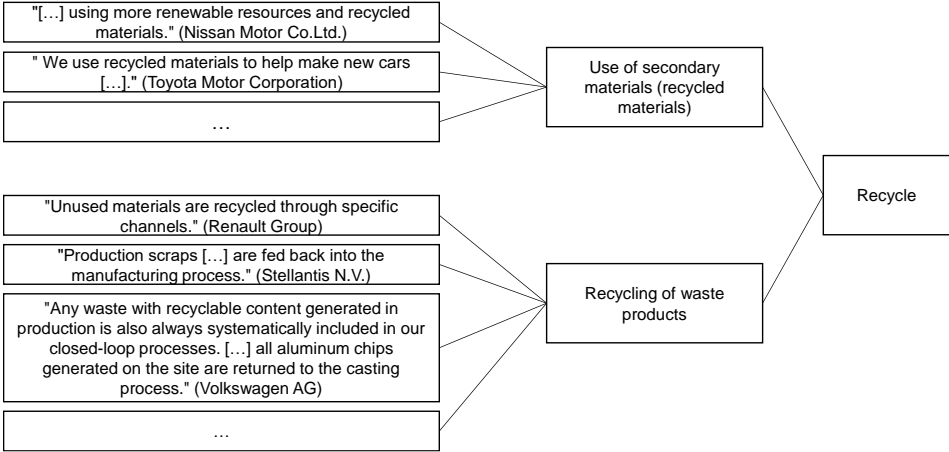 "[…] using more renewable resources and recycled
materials." (Nissan Motor Co.Ltd.)
" We use recycled materials to help make new cars
[…]." (Toyota Motor Corporation)
…
Use of secondary
materials (recycled
materials)
Recycle
"Unused materials are recycled through specific
channels." (Renault Group)
"Production scraps […] are fed back into the
manufacturing process." (Stellantis N.V.)
"Any waste with recyclable content generated in
production is also always systematically included in our
closed-loop processes. […] all aluminum chips
generated on the site are returned to the casting
process." (Volkswagen AG)
…
Recycling of waste
products